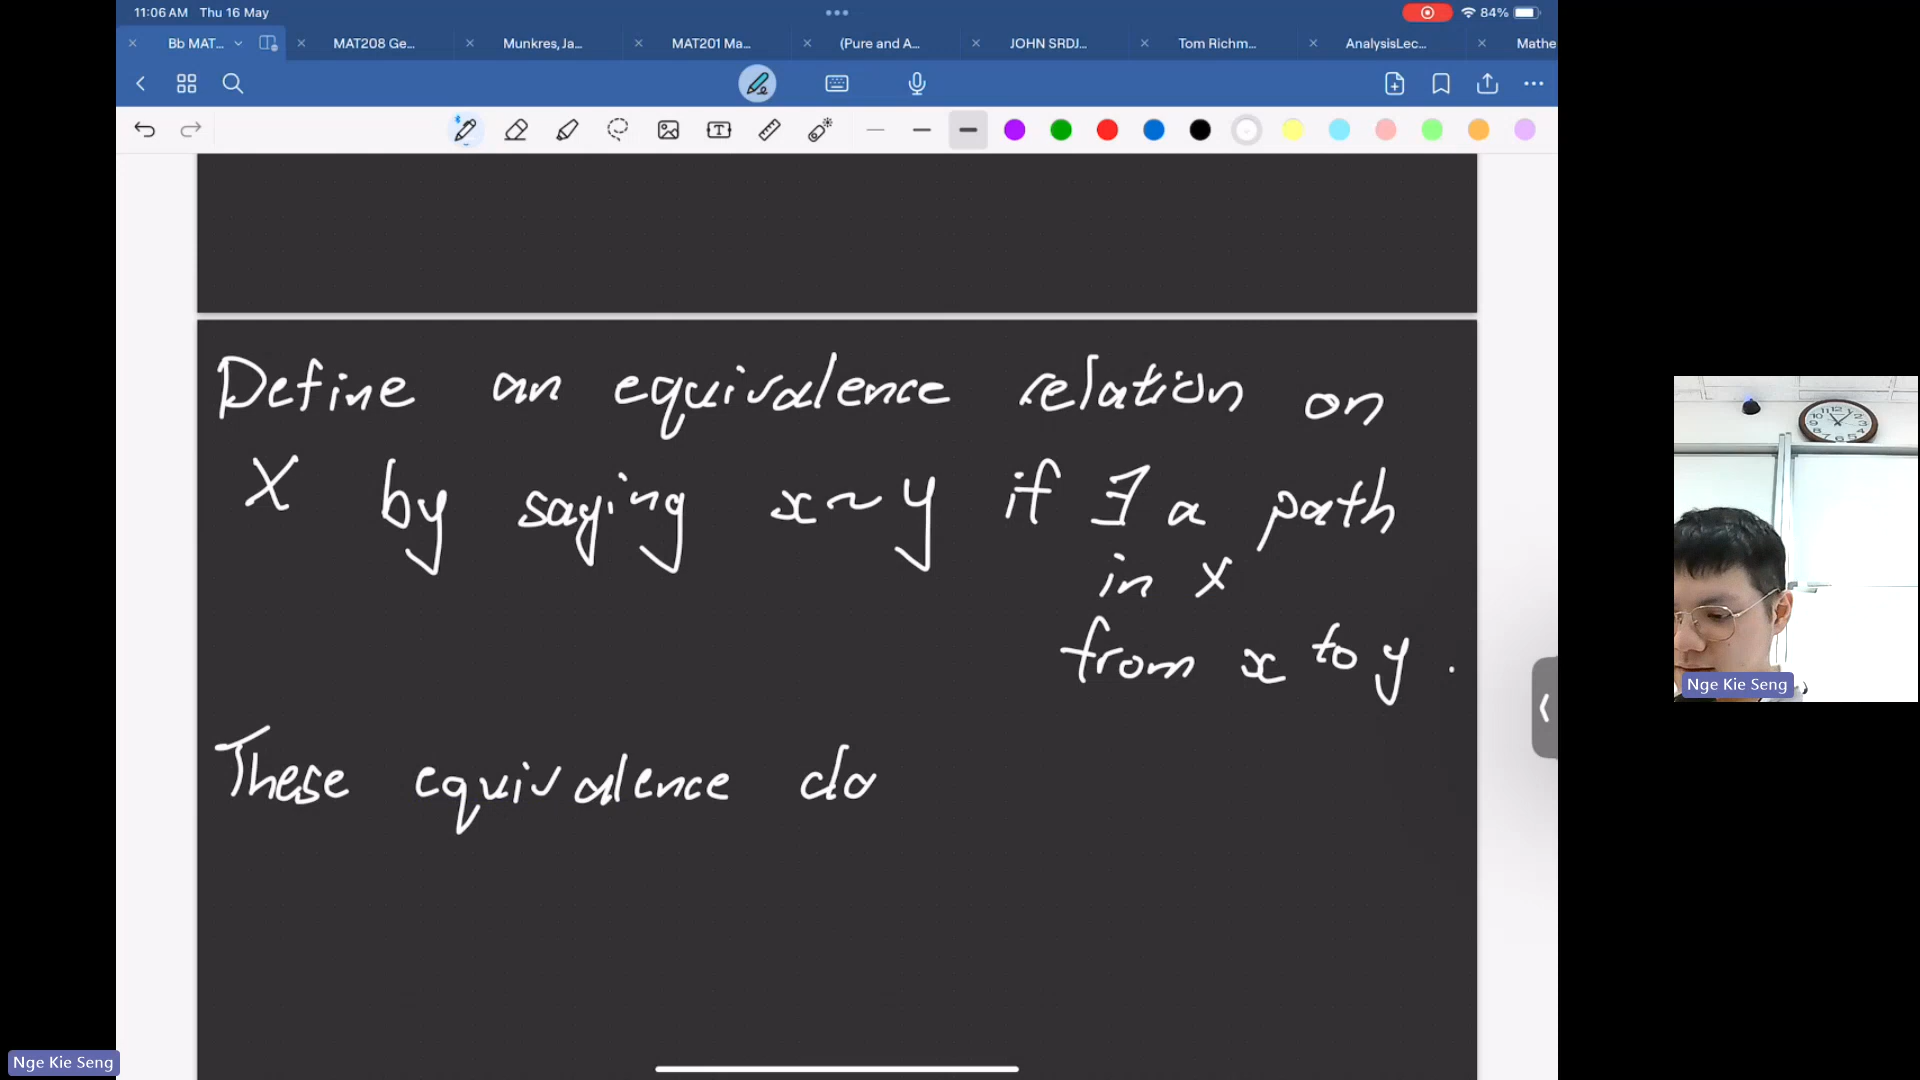 11:06 AM Thu 16 May
84%
Bb MAT...
MAT208 Ge...
Munkres, Ja...
MAT201 Ma...
(Pure and A...
JOHN SRDJ...
Tom Richm...
AnalysisLec...
Mathe
Define an equivalence relation on
X by saying x ~ y if ∃ a path
in X
from x to y.
These equivalence cla
Nge Kie Seng
Nge Kie Seng